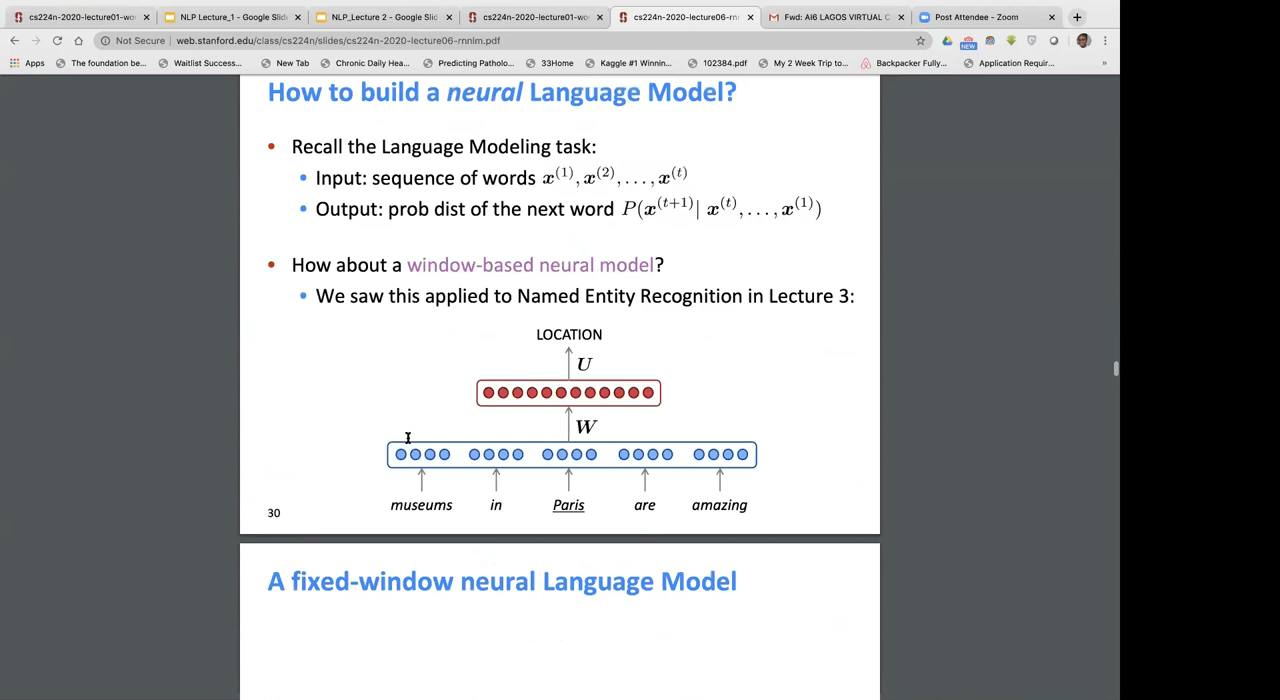 cs224n-2020-lecture01-wo
NLP Lecture_1 - Google Slid
NLP_Lecture 2 - Google Slid
cs224n-2020-lecture01-wo
cs224n-2020-lecture06-rn
Fwd: AI6 LAGOS VIRTUAL C
Post Attendee - Zoom
Not Secure | web.stanford.edu/class/cs224n/slides/cs224n-2020-lecture06-rnnlm.pdf
NEW
Apps
The foundation be...
Waitlist Success...
New Tab
Chronic Daily Hea...
Predicting Patholo...
33Home
Kaggle #1 Winnin...
102384.pdf
My 2 Week Trip to...
Backpacker Fully...
Application Requir...
»
How to build a neural Language Model?
• Recall the Language Modeling task:
• Input: sequence of words x^(1), x^(2), . . . , x^(t)
• Output: prob dist of the next word P(x^(t+1)| x^(t), . . . , x^(1))
• How about a window-based neural model?
• We saw this applied to Named Entity Recognition in Lecture 3:
LOCATION
U
W
museums in Paris are amazing
30
A fixed-window neural Language Model